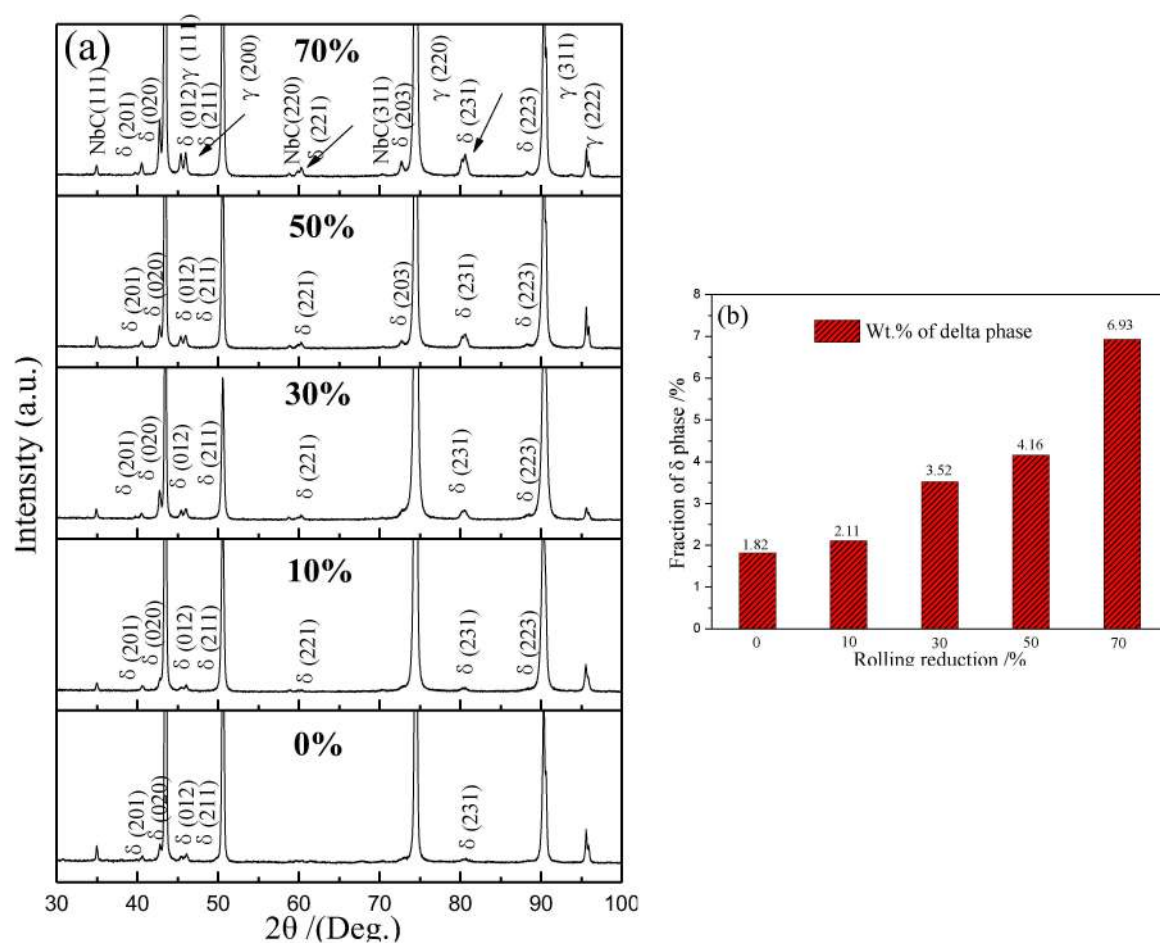 (a)
70%
NbC(111)
δ (201)
δ (020)
δ (012)
γ (111)
δ (211)
γ (200)
NbC(220)
δ (221)
NbC(311)
δ (203)
γ (220)
δ (231)
δ (223)
γ (311)
γ (222)
50%
δ (201)
δ (020)
δ (012)
δ (211)
δ (221)
δ (203)
δ (231)
δ (223)
30%
δ (201)
δ (020)
δ (012)
δ (211)
δ (221)
δ (231)
δ (223)
10%
δ (201)
δ (020)
δ (012)
δ (211)
δ (221)
δ (231)
δ (223)
0%
δ (201)
δ (020)
δ (012)
δ (211)
δ (231)
30 40 50 60 70 80 90 100
2θ /(Deg.)
Intensity (a.u.)
(b)
Wt.% of delta phase
8
7
6
5
4
3
2
1
0
1.82
2.11
3.52
4.16
6.93
0 10 30 50 70
Rolling reduction /%
Fraction of δ phase /%